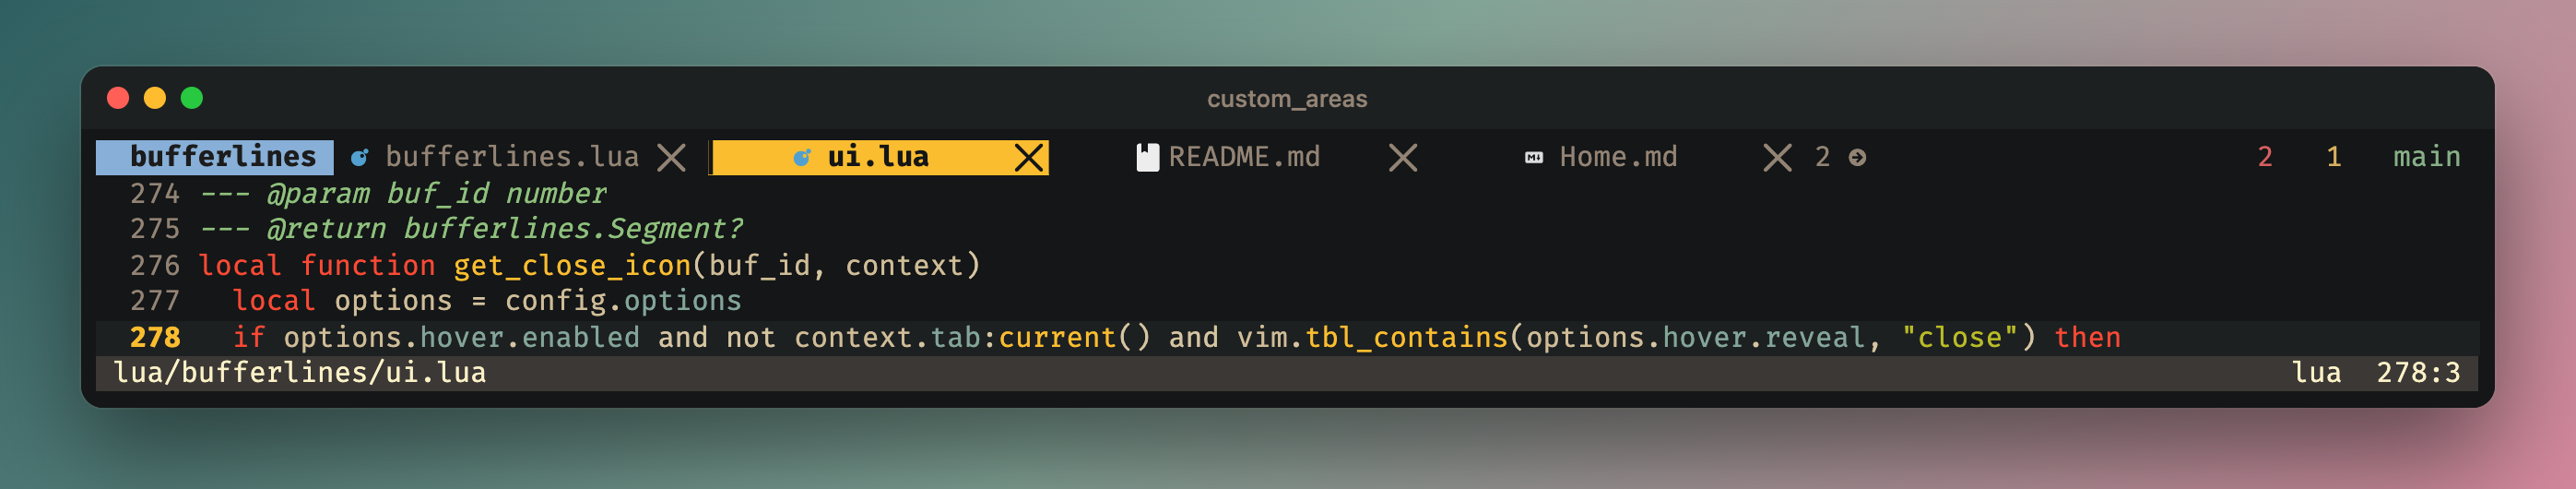 custom_areas
bufferlines bufferlines.lua ui.lua README.md Home.md 2 2 1 main
274 --- @param buf_id number
275 --- @return bufferlines.Segment?
276 local function get_close_icon(buf_id, context)
277   local options = config.options
278   if options.hover.enabled and not context.tab:current() and vim.tbl_contains(options.hover.reveal, "close") then
lua/bufferlines/ui.lua lua 278:3